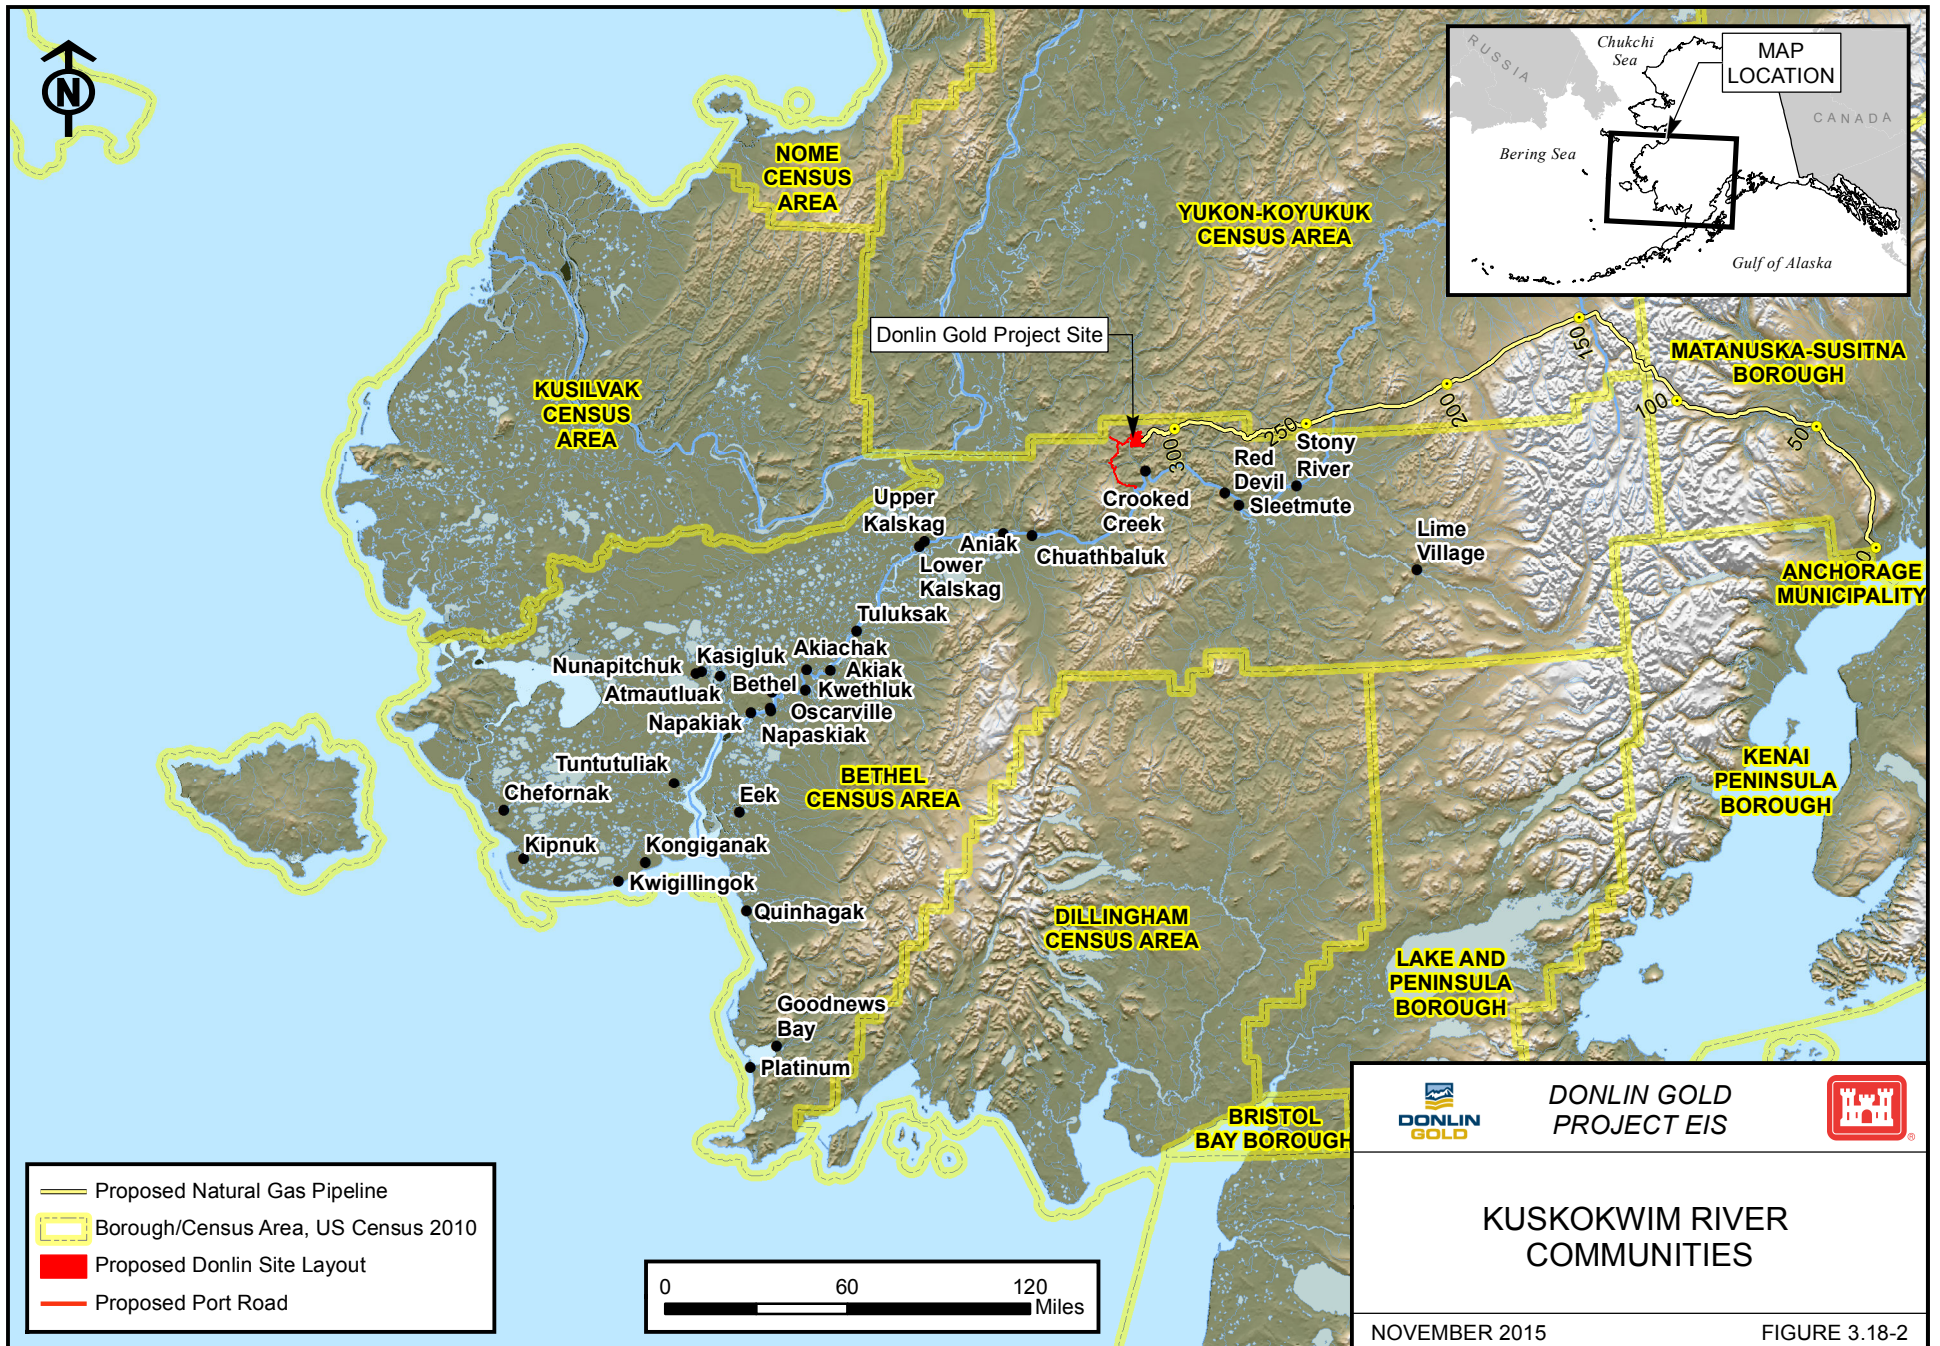 N
NOME
CENSUS
AREA
YUKON-KOYUKUK
CENSUS AREA
RUSSIA
Chukchi
Sea
MAP
LOCATION
CANADA
Bering Sea
Gulf of Alaska
Donlin Gold Project Site
KUSILVAK
CENSUS
AREA
MATANUSKA-SUSITNA
BOROUGH
150
200
100
50
250
300
0
Stony
River
Red
Devil
Sleetmute
Crooked
Creek
Upper
Kalskag
Aniak
Chuathbaluk
Lower
Kalskag
Lime
Village
ANCHORAGE
MUNICIPALITY
Tuluksak
Akiachak
Kasigluk
Nunapitchuk
Akiak
Bethel
Atmautluak
Kwethluk
Oscarville
Napakiak
Napaskiak
Tuntutuliak
BETHEL
CENSUS AREA
Chefornak
Eek
KENAI
PENINSULA
BOROUGH
Kipnuk
Kongiganak
Kwigillingok
Quinhagak
DILLINGHAM
CENSUS AREA
LAKE AND
PENINSULA
BOROUGH
Goodnews
Bay
Platinum
BRISTOL
BAY BOROUGH
Proposed Natural Gas Pipeline
Borough/Census Area, US Census 2010
Proposed Donlin Site Layout
Proposed Port Road
0 60 120
Miles
DONLIN
GOLD
DONLIN GOLD
PROJECT EIS
®
KUSKOKWIM RIVER
COMMUNITIES
NOVEMBER 2015
FIGURE 3.18-2